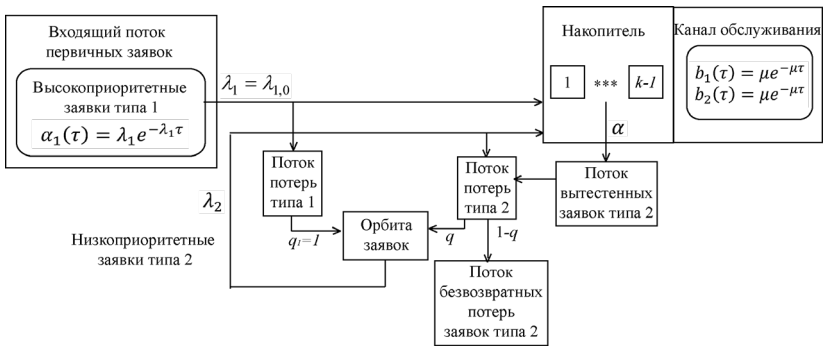 Входящий поток
первичных заявок
Высокоприоритетные
заявки типа 1
α₁(τ) = λ₁e^{−λ₁τ}
λ₁ = λ₁,₀
Накопитель
1 *** k-1
Канал обслуживания
b₁(τ) = μe^{−μτ}
b₂(τ) = μe^{−μτ}
α
Поток
потерь
типа 1
Поток
потерь
типа 2
Поток
вытестенных
заявок типа 2
λ₂
Низкоприоритетные
заявки типа 2
q₁=1
Орбита
заявок
q
1-q
Поток
безвозвратных
потерь
заявок типа 2